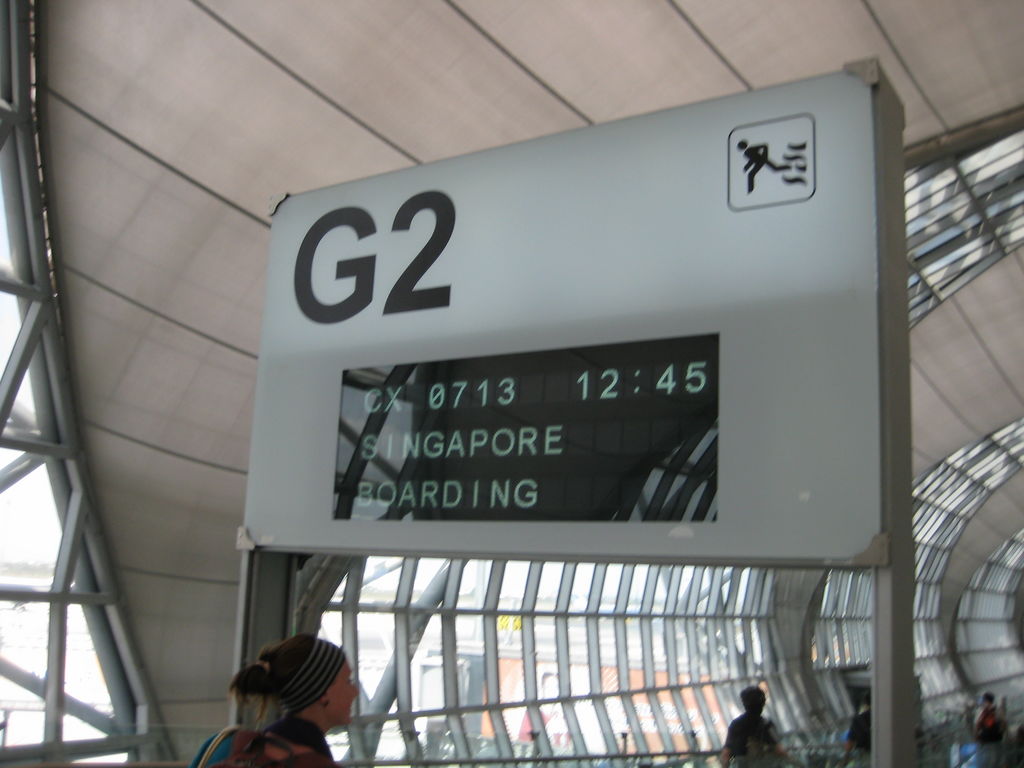 G2
CX 0713 12:45
SINGAPORE
BOARDING